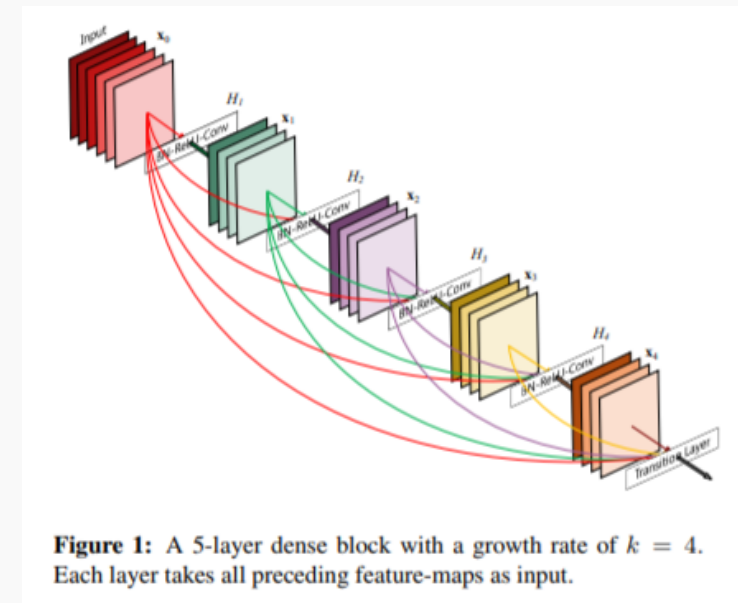 Input
x₀
H₁
BN-ReLU-Conv
x₁
H₂
BN-ReLU-Conv
x₂
H₃
BN-ReLU-Conv
x₃
H₄
BN-ReLU-Conv
x₄
Transition Layer
Figure 1: A 5-layer dense block with a growth rate of k = 4.
Each layer takes all preceding feature-maps as input.